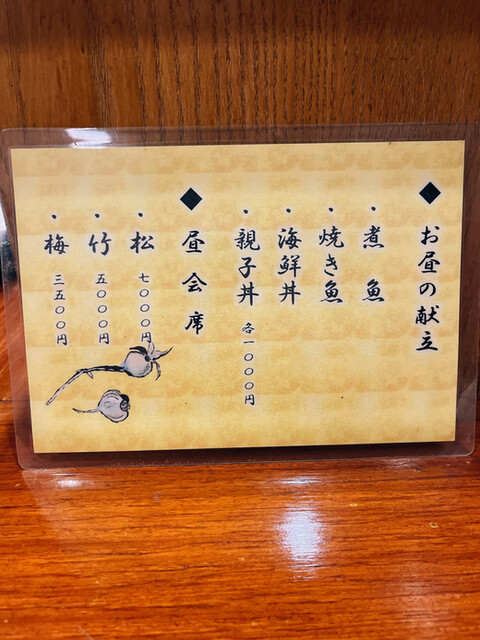 ◆お昼の献立
・煮魚
・焼き魚
・海鮮丼
・親子丼 各一〇〇〇円
◆昼会席
・松 七〇〇〇円
・竹 五〇〇〇円
・梅 三五〇〇円